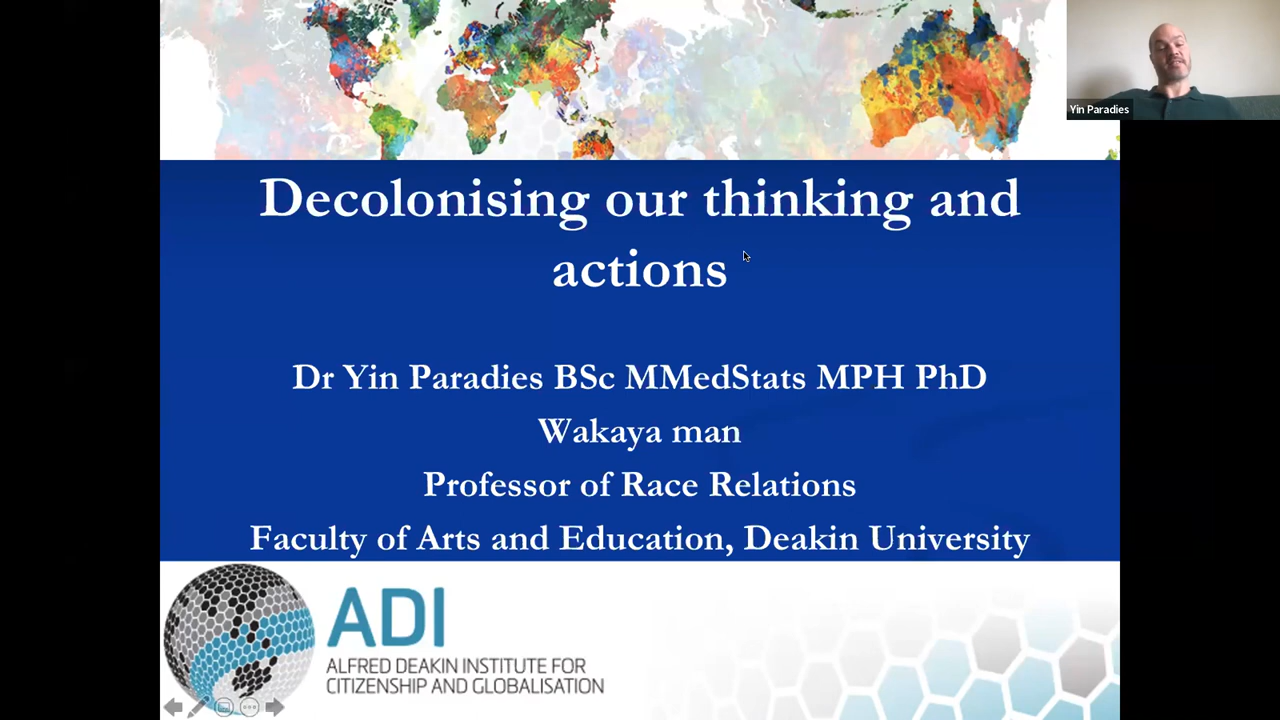 Yin Paradies
Decolonising our thinking and
actions
Dr Yin Paradies BSc MMedStats MPH PhD
Wakaya man
Professor of Race Relations
Faculty of Arts and Education, Deakin University
ADI
ALFRED DEAKIN INSTITUTE FOR
CITIZENSHIP AND GLOBALISATION